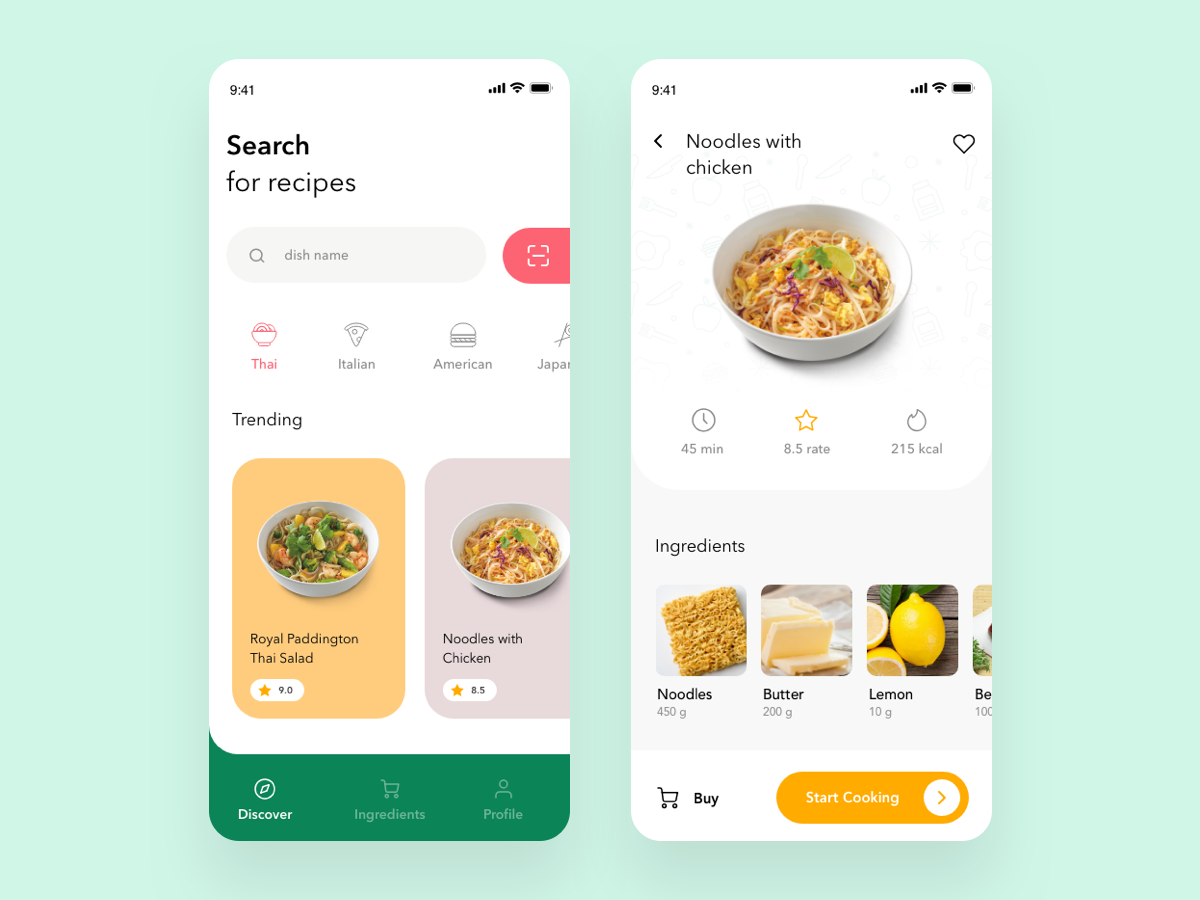 9:41
Search
for recipes
dish name
Thai
Italian
American
Japan
Trending
Royal Paddington
Thai Salad
9.0
Noodles with
Chicken
8.5
Discover
Ingredients
Profile
9:41
Noodles with
chicken
45 min
8.5 rate
215 kcal
Ingredients
Noodles
450 g
Butter
200 g
Lemon
10 g
Be
100
Buy
Start Cooking